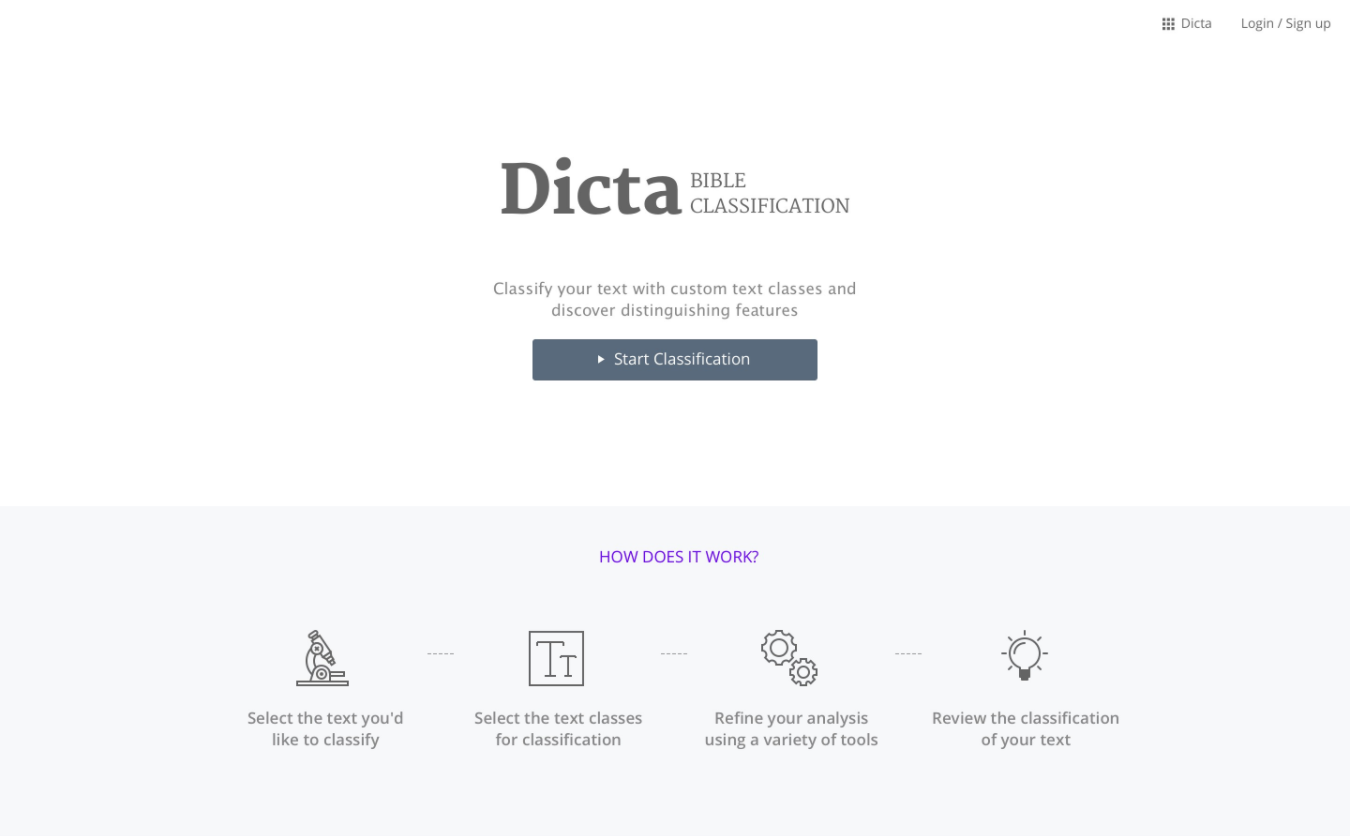 Dicta
Login / Sign up
Dicta BIBLE
CLASSIFICATION
Classify your text with custom text classes and
discover distinguishing features
Start Classification
HOW DOES IT WORK?
Tт
Select the text you'd
like to classify
Select the text classes
for classification
Refine your analysis
using a variety of tools
Review the classification
of your text